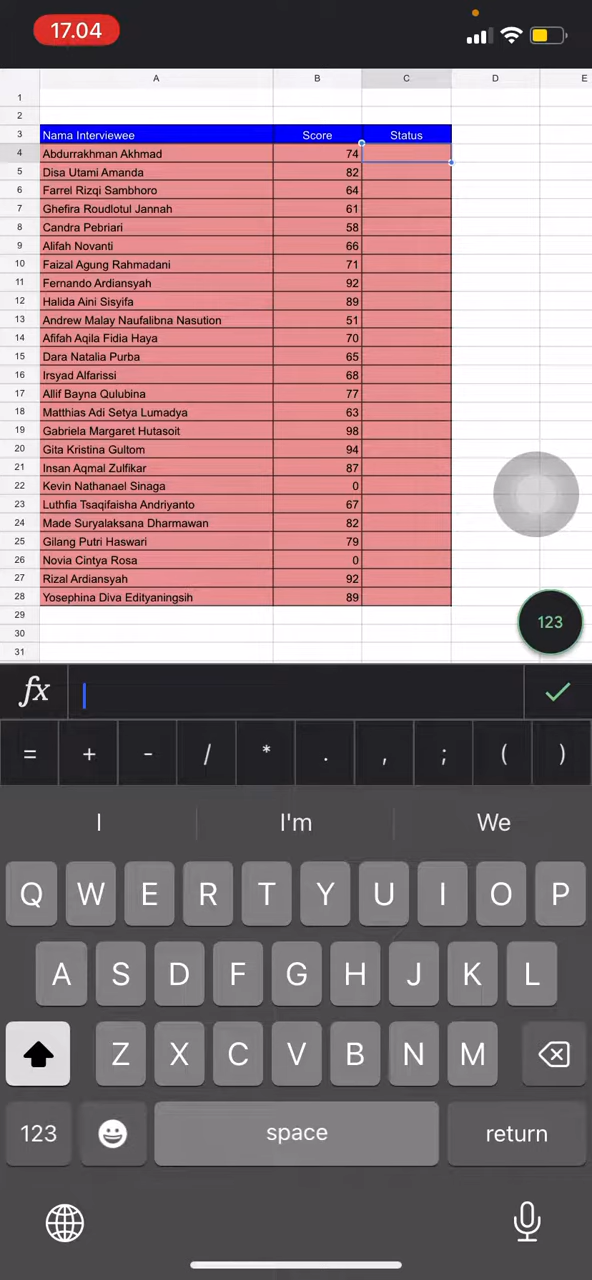 17.04
A B C D E
1
2
3 Nama Interviewee Score Status
4 Abdurrakhman Akhmad 74
5 Disa Utami Amanda 82
6 Farrel Rizqi Sambhoro 64
7 Ghefira Roudlotul Jannah 61
8 Candra Pebriari 58
9 Alifah Novanti 66
10 Faizal Agung Rahmadani 71
11 Fernando Ardiansyah 92
12 Halida Aini Sisyifa 89
13 Andrew Malay Naufalibna Nasution 51
14 Afifah Aqila Fidia Haya 70
15 Dara Natalia Purba 65
16 Irsyad Alfarissi 68
17 Allif Bayna Qulubina 77
18 Matthias Adi Setya Lumadya 63
19 Gabriela Margaret Hutasoit 98
20 Gita Kristina Gultom 94
21 Insan Aqmal Zulfikar 87
22 Kevin Nathanael Sinaga 0
23 Luthfia Tsaqifaisha Andriyanto 67
24 Made Suryalaksana Dharmawan 82
25 Gilang Putri Haswari 79
26 Novia Cintya Rosa 0
27 Rizal Ardiansyah 92
28 Yosephina Diva Edityaningsih 89
29
30
31
123
fx
= + - / * . , ; ( )
I I'm We
Q W E R T Y U I O P
A S D F G H J K L
Z X C V B N M
123 space return